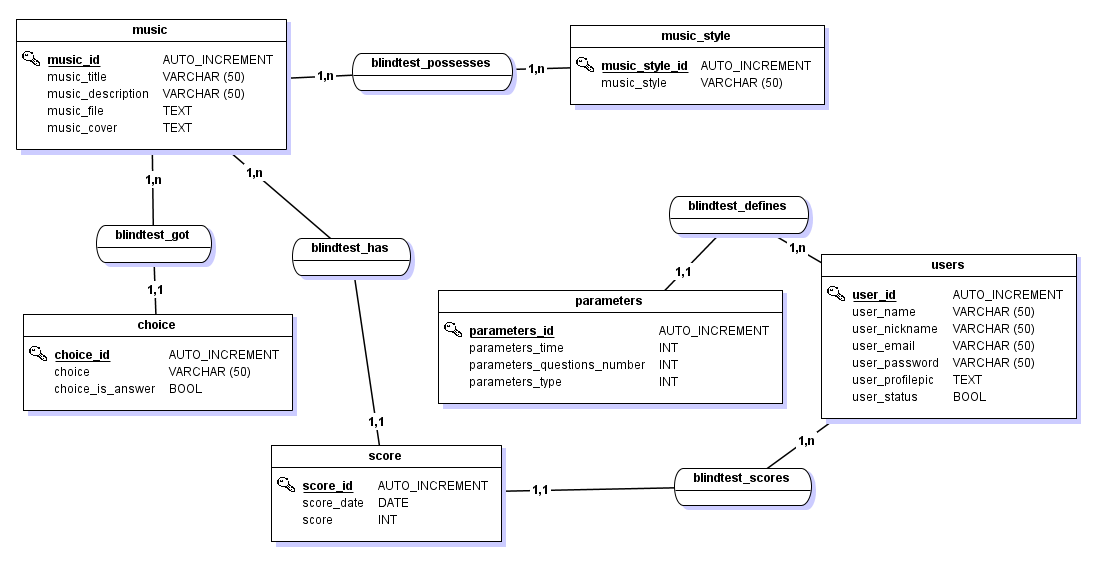 music
music_id AUTO_INCREMENT
music_title VARCHAR (50)
music_description VARCHAR (50)
music_file TEXT
music_cover TEXT
1,n
blindtest_possesses
1,n
music_style
music_style_id AUTO_INCREMENT
music_style VARCHAR (50)
1,n
blindtest_got
1,1
choice
choice_id AUTO_INCREMENT
choice VARCHAR (50)
choice_is_answer BOOL
1,n
blindtest_has
1,1
score
score_id AUTO_INCREMENT
score_date DATE
score INT
blindtest_defines
1,1
1,n
parameters
parameters_id AUTO_INCREMENT
parameters_time INT
parameters_questions_number INT
parameters_type INT
users
user_id AUTO_INCREMENT
user_name VARCHAR (50)
user_nickname VARCHAR (50)
user_email VARCHAR (50)
user_password VARCHAR (50)
user_profilepic TEXT
user_status BOOL
1,n
blindtest_scores
1,1